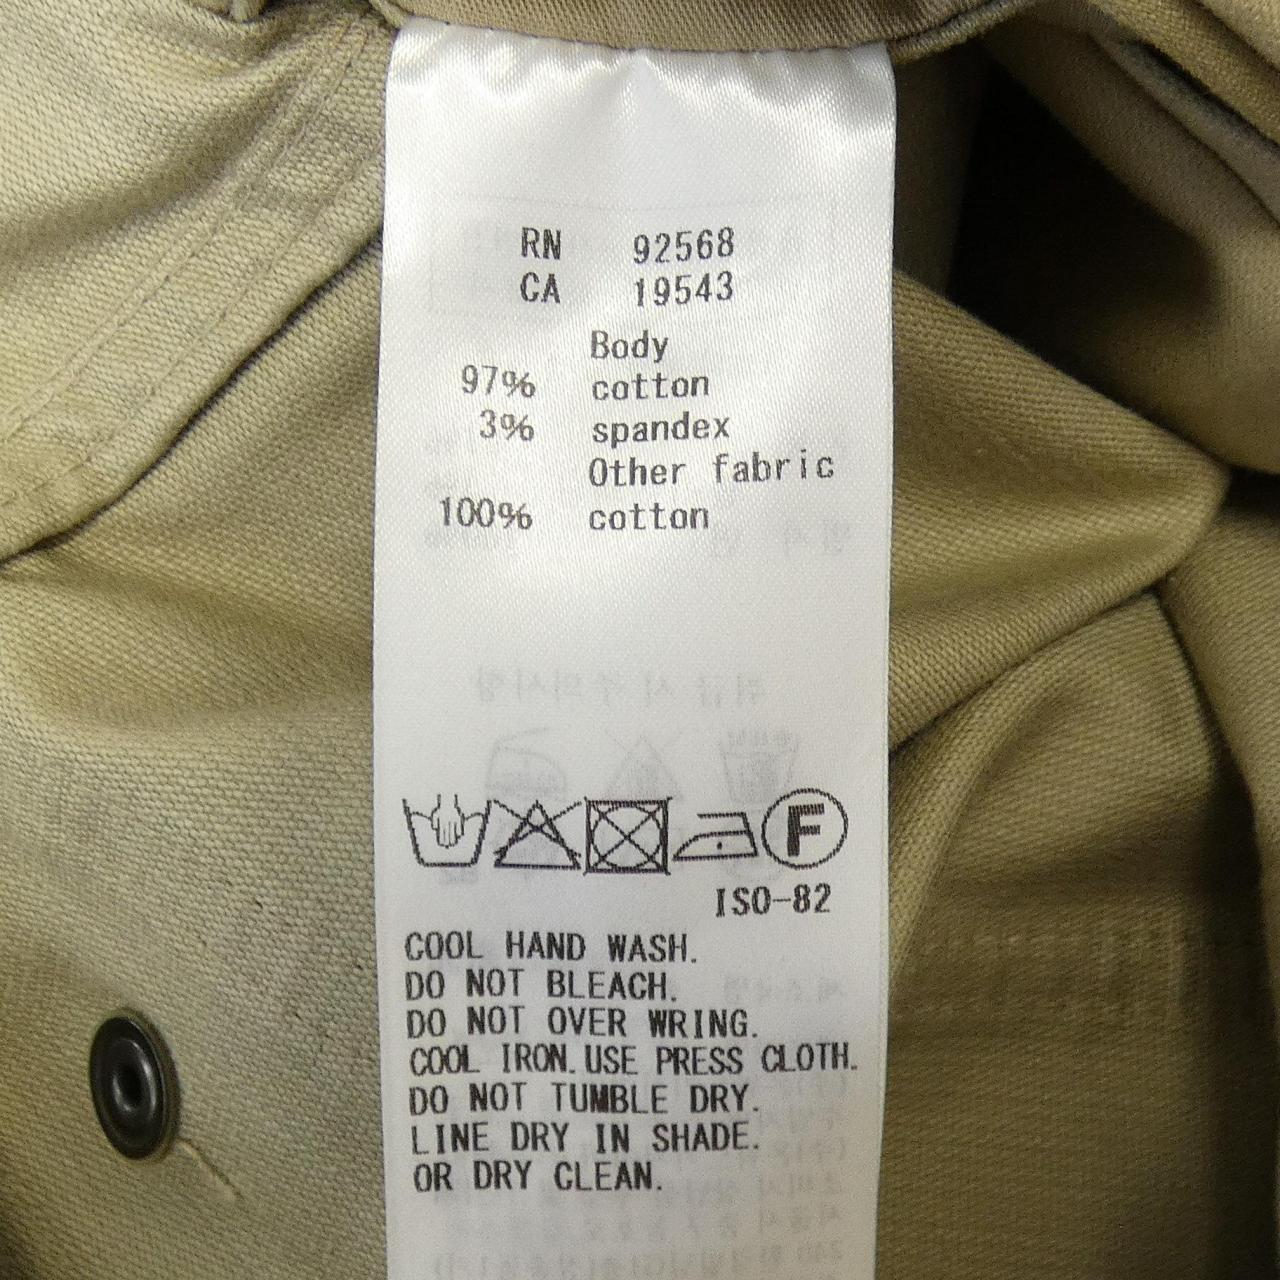 RN 92568
CA 19543
Body
97% cotton
3% spandex
Other fabric
100% cotton
F
ISO-82
COOL HAND WASH.
DO NOT BLEACH.
DO NOT OVER WRING.
COOL IRON. USE PRESS CLOTH.
DO NOT TUMBLE DRY.
LINE DRY IN SHADE.
OR DRY CLEAN.